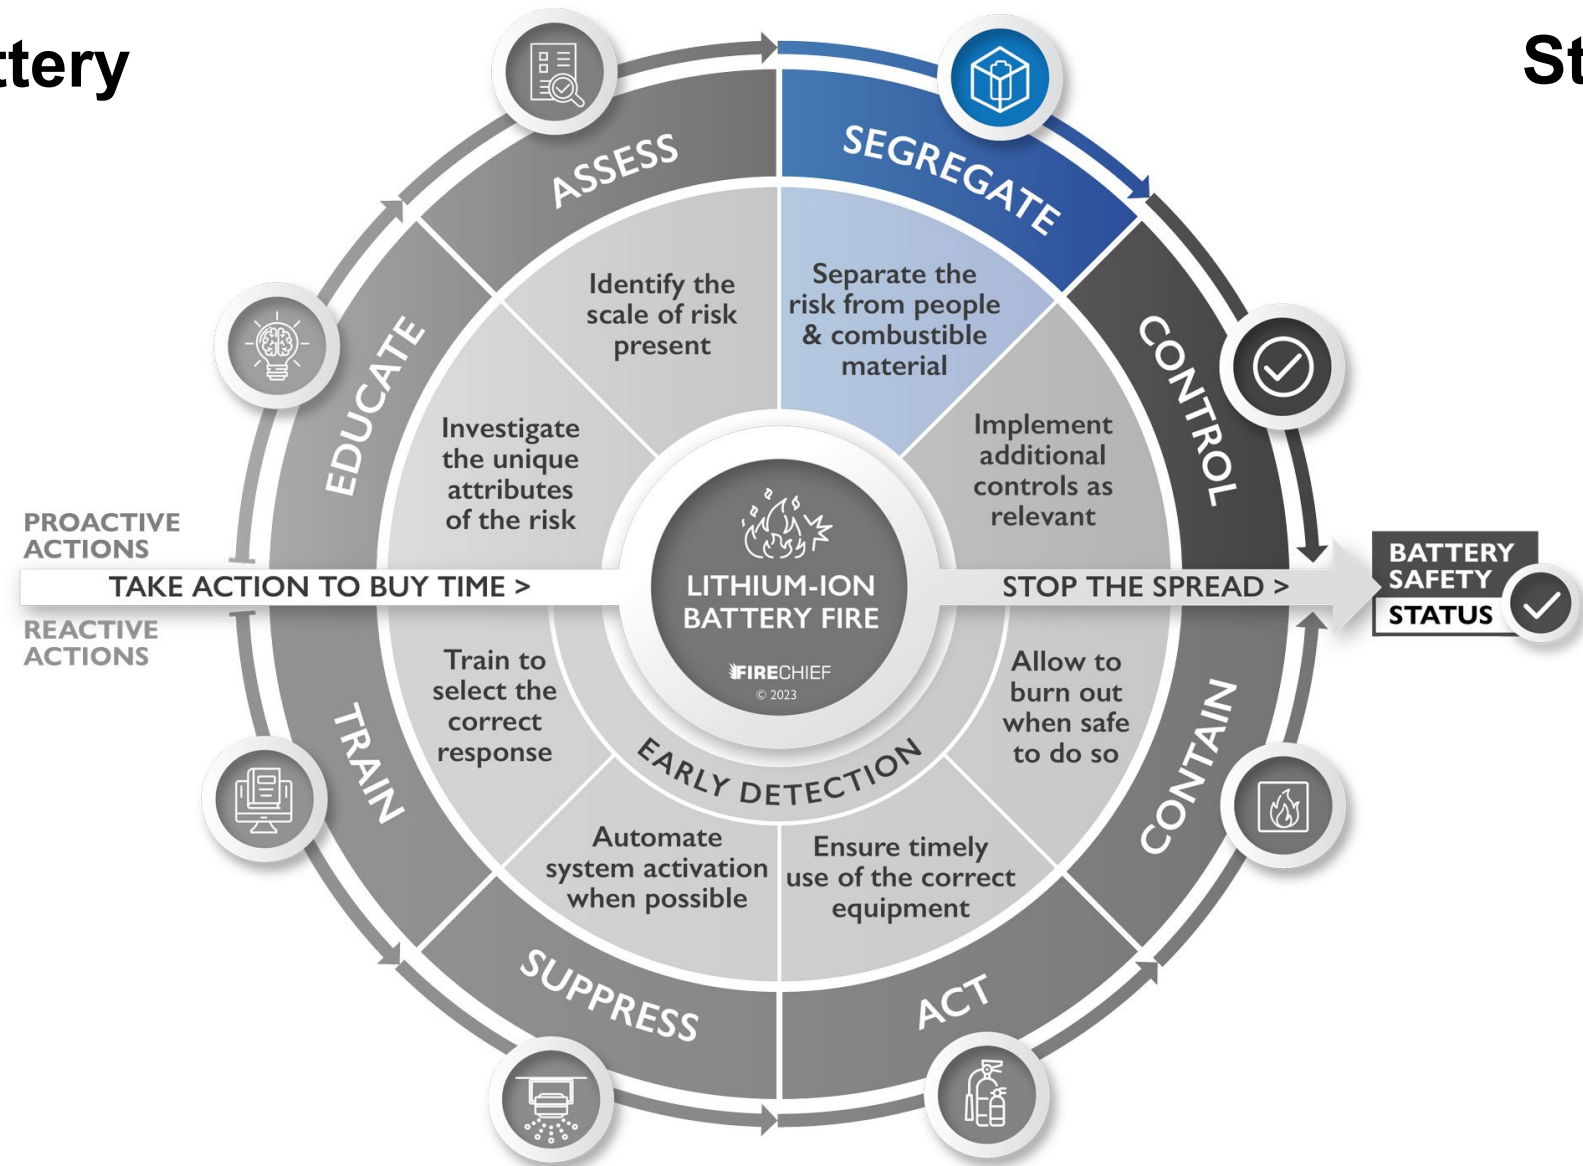 ttery
St
ASSESS
SEGREGATE
Identify the
scale of risk
present
Separate the
risk from people
& combustible
material
EDUCATE
CONTROL
Investigate
the unique
attributes
of the risk
Implement
additional
controls as
relevant
PROACTIVE
ACTIONS
TAKE ACTION TO BUY TIME >
LITHIUM-ION
BATTERY FIRE
FIRECHIEF
© 2023
STOP THE SPREAD >
BATTERY
SAFETY
STATUS
REACTIVE
ACTIONS
Train to
select the
correct
response
Allow to
burn out
when safe
to do so
TRAIN
EARLY DETECTION
CONTAIN
Automate
system activation
when possible
Ensure timely
use of the correct
equipment
SUPPRESS
ACT